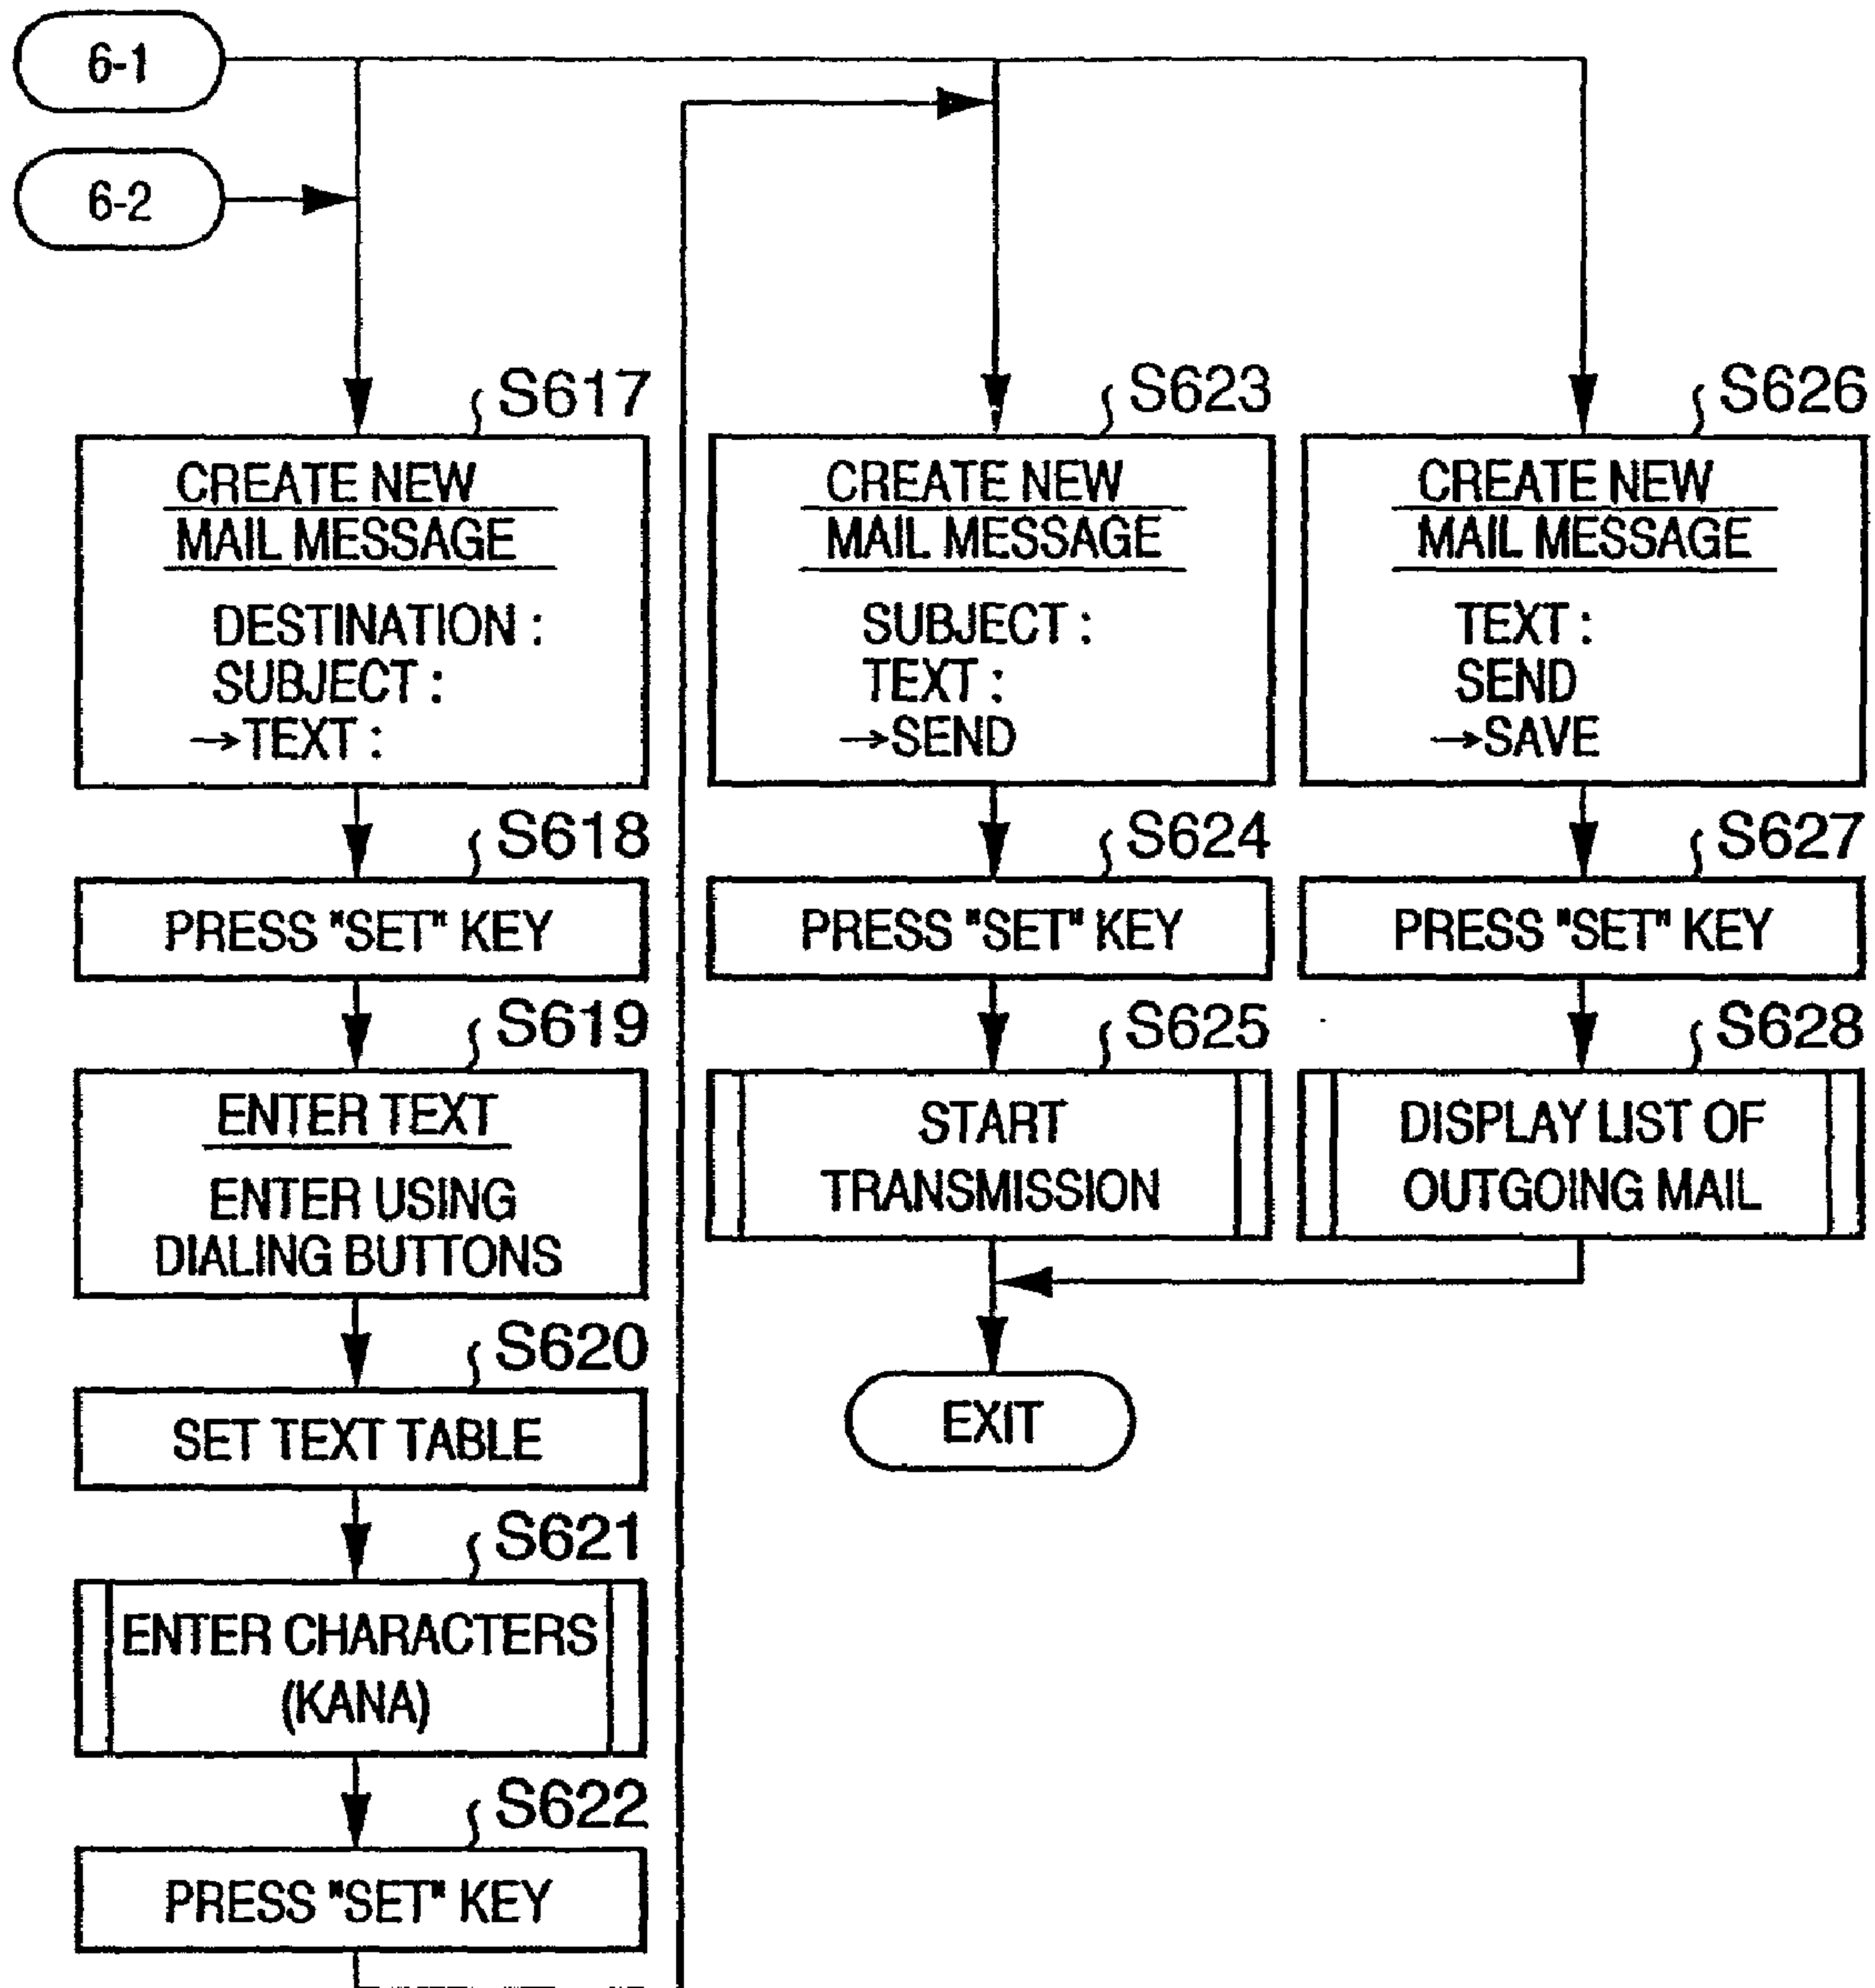 6-1
6-2
S617
CREATE NEW
MAIL MESSAGE
DESTINATION :
SUBJECT :
→TEXT :
S618
PRESS "SET" KEY
S619
ENTER TEXT
ENTER USING
DIALING BUTTONS
S620
SET TEXT TABLE
S621
ENTER CHARACTERS
(KANA)
S622
PRESS "SET" KEY
S623
CREATE NEW
MAIL MESSAGE
SUBJECT :
TEXT :
→SEND
S624
PRESS "SET" KEY
S625
START
TRANSMISSION
S626
CREATE NEW
MAIL MESSAGE
TEXT :
SEND
→SAVE
S627
PRESS "SET" KEY
S628
DISPLAY LIST OF
OUTGOING MAIL
EXIT